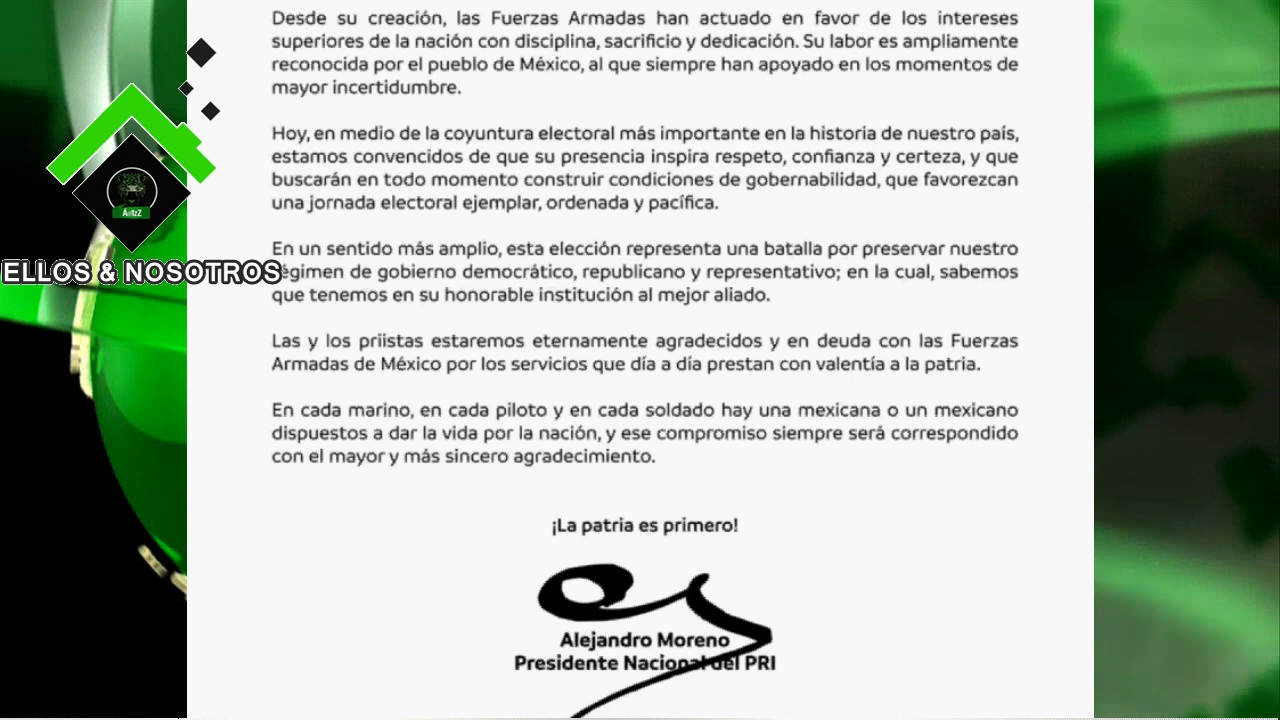 Desde su creación, las Fuerzas Armadas han actuado en favor de los intereses
superiores de la nación con disciplina, sacrificio y dedicación. Su labor es ampliamente
reconocida por el pueblo de México, al que siempre han apoyado en los momentos de
mayor incertidumbre.
Hoy, en medio de la coyuntura electoral más importante en la historia de nuestro país,
estamos convencidos de que su presencia inspira respeto, confianza y certeza, y que
buscarán en todo momento construir condiciones de gobernabilidad, que favorezcan
una jornada electoral ejemplar, ordenada y pacífica.
En un sentido más amplio, esta elección representa una batalla por preservar nuestro
régimen de gobierno democrático, republicano y representativo; en la cual, sabemos
que tenemos en su honorable institución al mejor aliado.
Las y los priistas estaremos eternamente agradecidos y en deuda con las Fuerzas
Armadas de México por los servicios que día a día prestan con valentía a la patria.
En cada marino, en cada piloto y en cada soldado hay una mexicana o un mexicano
dispuestos a dar la vida por la nación, y ese compromiso siempre será correspondido
con el mayor y más sincero agradecimiento.
¡La patria es primero!
Alejandro Moreno
Presidente Nacional del PRI
ELLOS & NOSOTROS